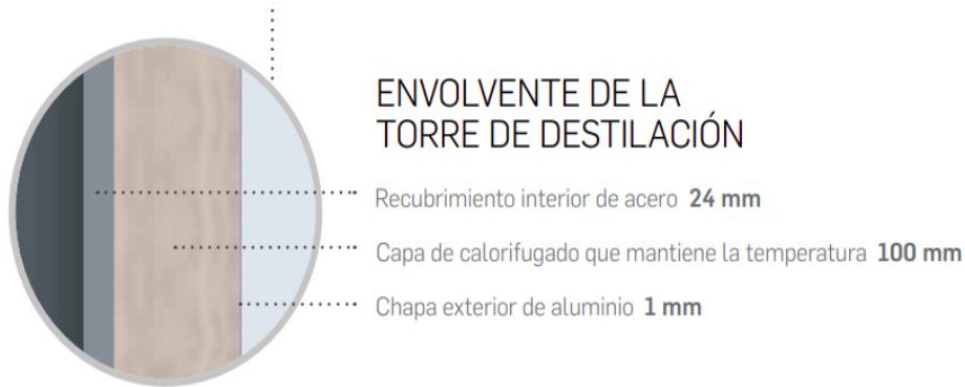 ENVOLVENTE DE LA
TORRE DE DESTILACIÓN
Recubrimiento interior de acero 24 mm
Capa de calorifugado que mantiene la temperatura 100 mm
Chapa exterior de aluminio 1 mm